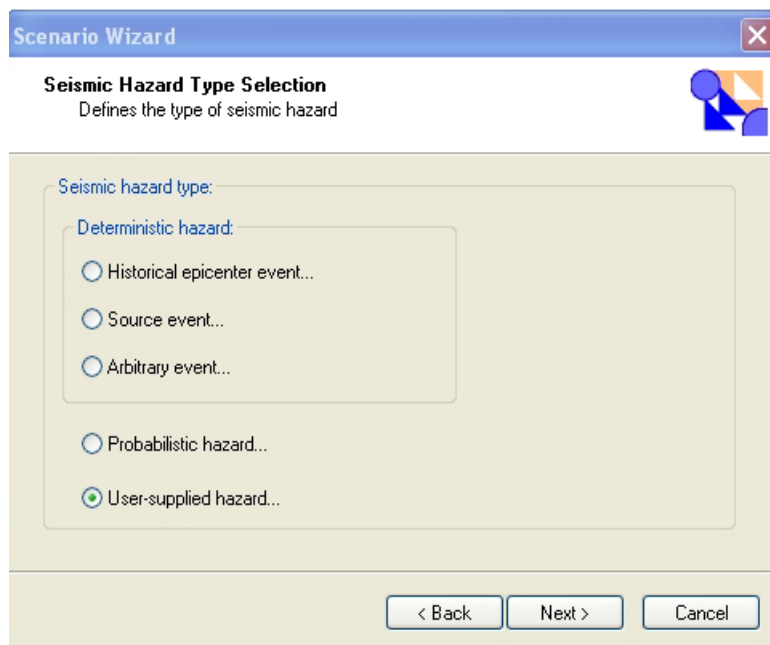 Scenario Wizard
Seismic Hazard Type Selection
Defines the type of seismic hazard
Seismic hazard type:
Deterministic hazard:
Historical epicenter event...
Source event...
Arbitrary event...
Probabilistic hazard...
User-supplied hazard...
< Back Next > Cancel